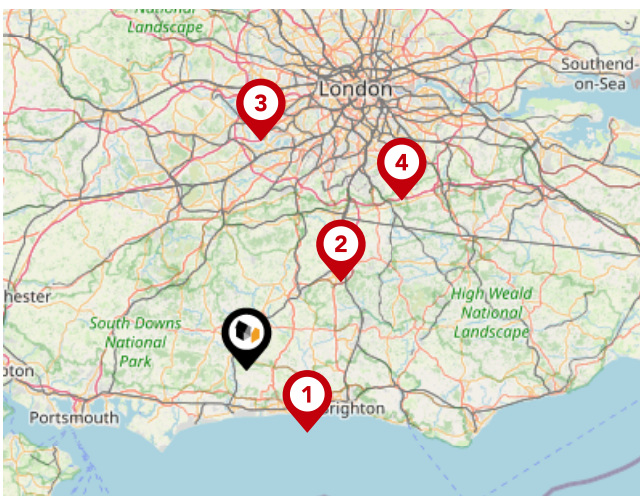 National
Landscape
London
Southend-
on-Sea
3
4
2
hester
High Weald
National
Landscape
South Downs
National
Park
1
pton
Portsmouth
Brighton